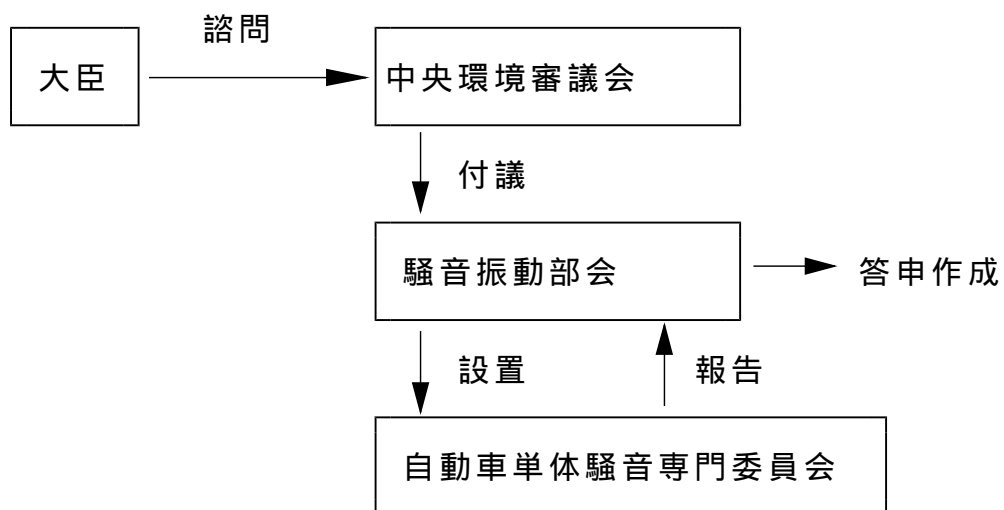 諮問
大臣
中央環境審議会
付議
騒音振動部会
答申作成
設置
報告
自動車単体騒音専門委員会